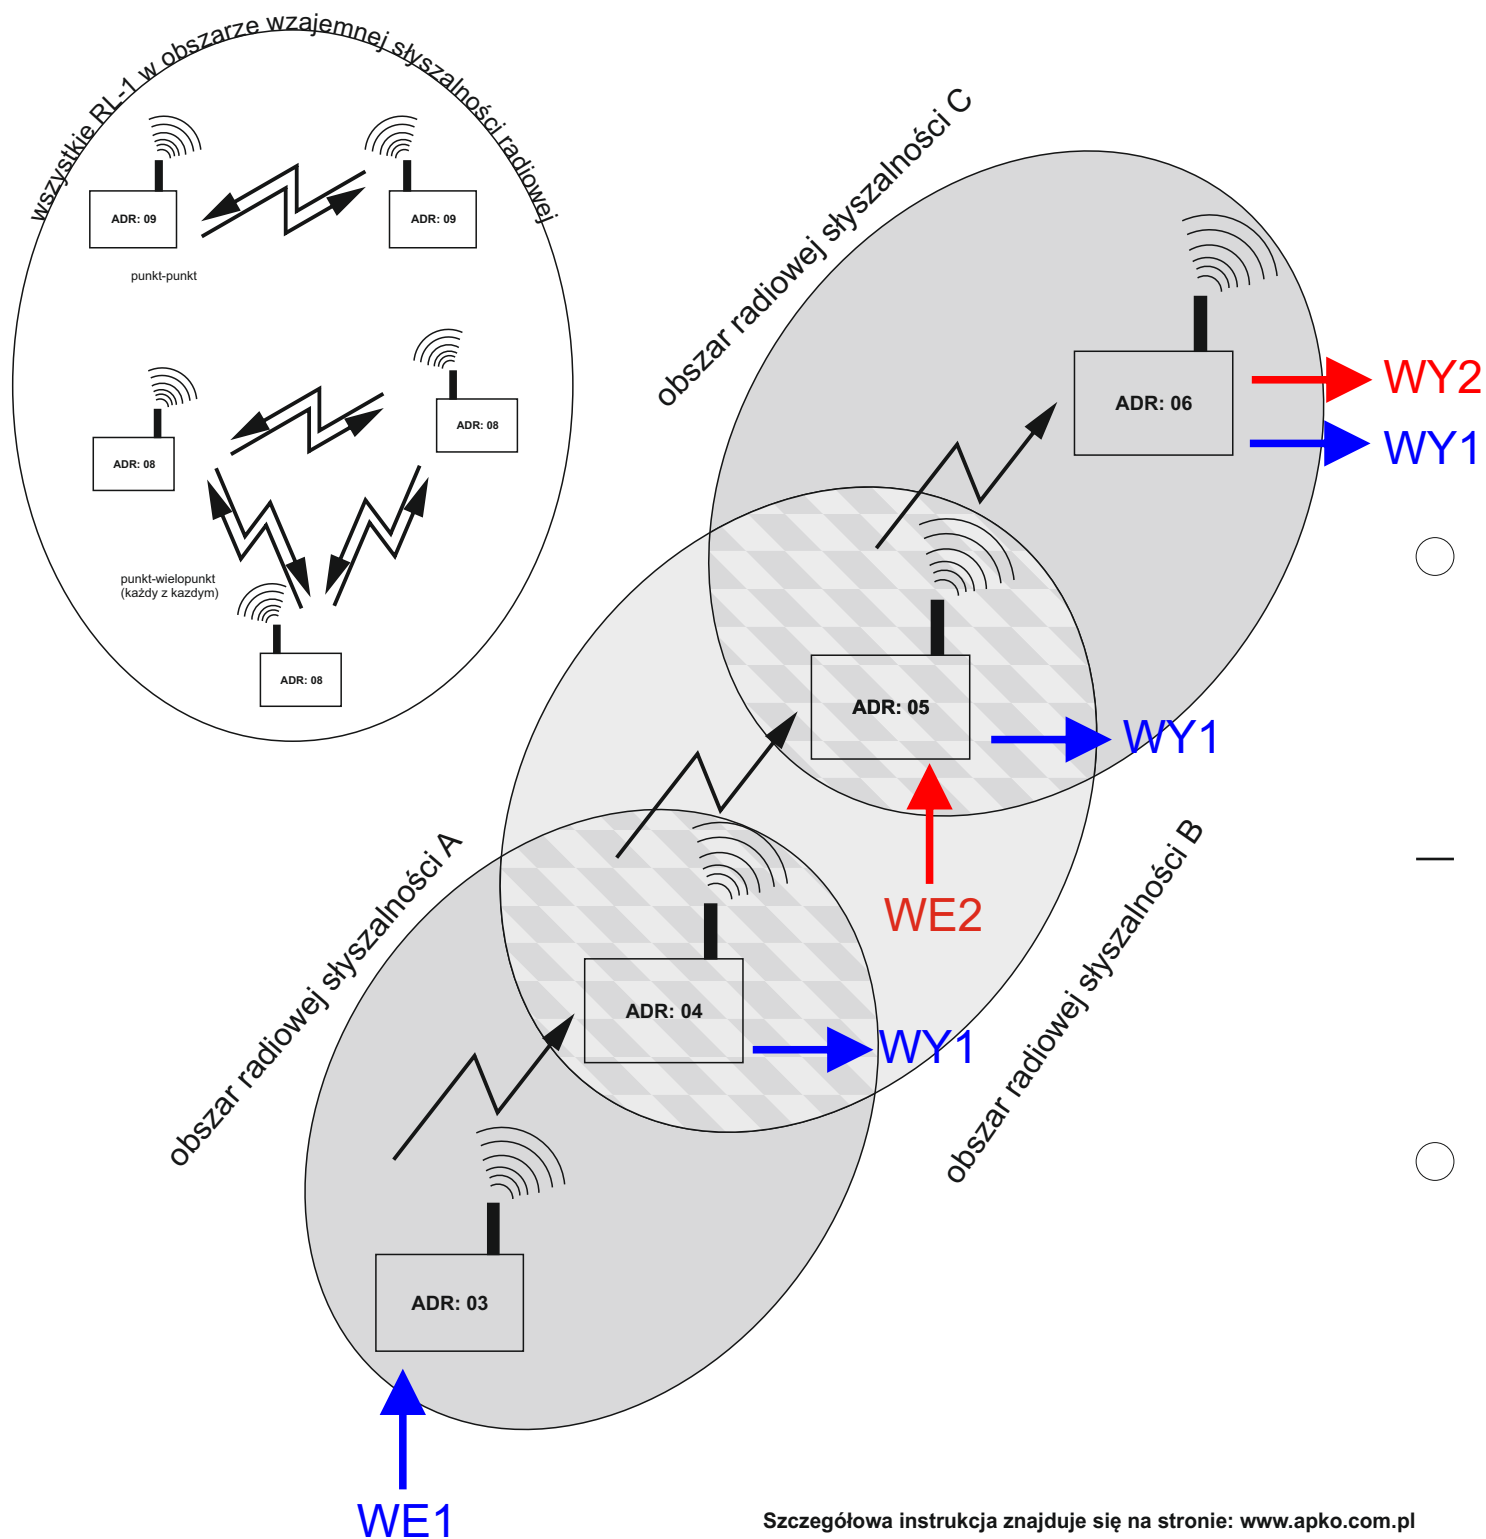 wszystkie RL-1 w obszarze wzajemnej słyszalności radiowej
ADR: 09
ADR: 09
punkt-punkt
ADR: 08
ADR: 08
punkt-wielopunkt
(każdy z kazdym)
ADR: 08
obszar radiowej słyszalności C
ADR: 06
WY2
WY1
ADR: 05
WY1
WE2
obszar radiowej słyszalności A
obszar radiowej słyszalności B
ADR: 04
WY1
ADR: 03
WE1
Szczegółowa instrukcja znajduje się na stronie: www.apko.com.pl